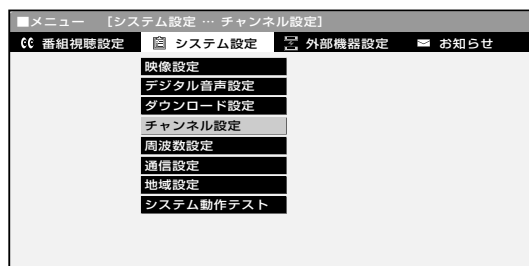 ■メニュー [システム設定 … チャンネル設定]
番組視聴設定 システム設定 外部機器設定 お知らせ
映像設定
デジタル音声設定
ダウンロード設定
チャンネル設定
周波数設定
通信設定
地域設定
システム動作テスト